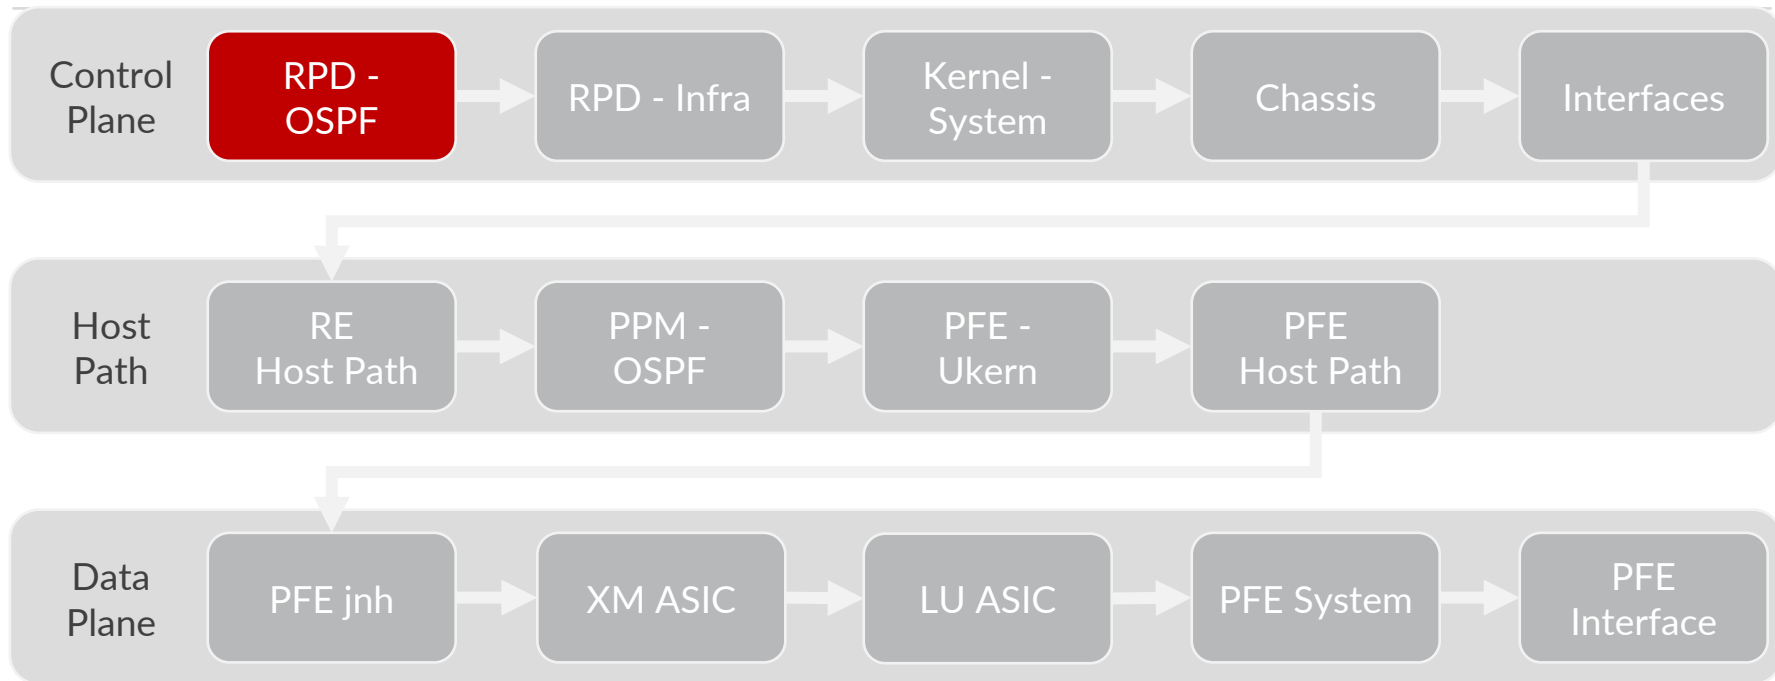 Control
Plane
RPD -
OSPF
RPD - Infra
Kernel -
System
Chassis
Interfaces
Host
Path
RE
Host Path
PPM -
OSPF
PFE -
Ukern
PFE
Host Path
Data
Plane
PFE jnh
XM ASIC
LU ASIC
PFE System
PFE
Interface